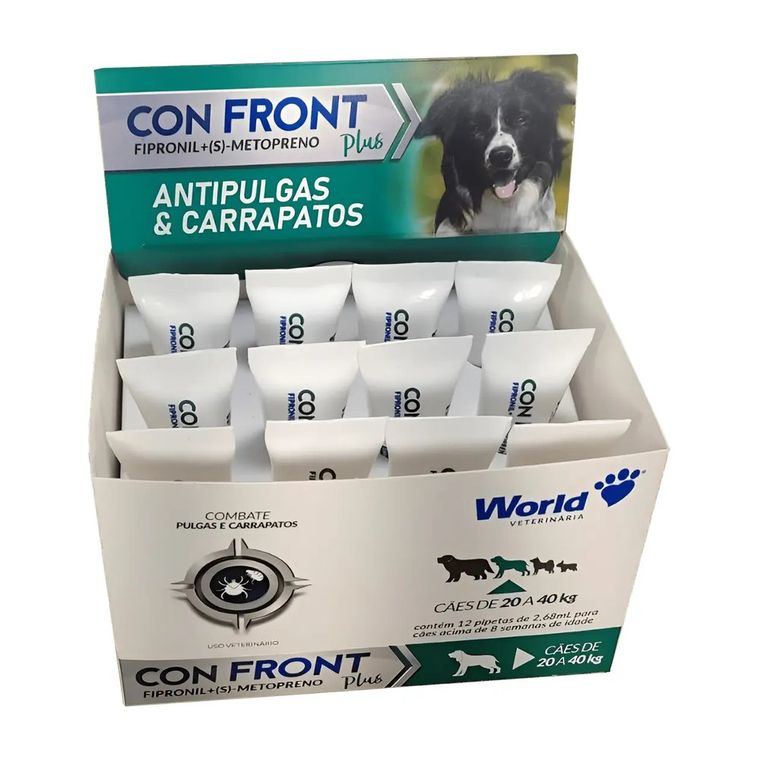 CON FRONT
FIPRONIL+(S)-METOPRENO Plus
ANTIPULGAS
& CARRAPATOS
COMBATE
PULGAS E CARRAPATOS
USO VETERINÁRIO
World
VETERINÁRIA
CÃES DE 20 A 40 kg
contém 12 pipetas de 2,68mL para
cães acima de 8 semanas de idade
CON FRONT
FIPRONIL+(S)-METOPRENO Plus
CÃES DE
20 A 40 kg